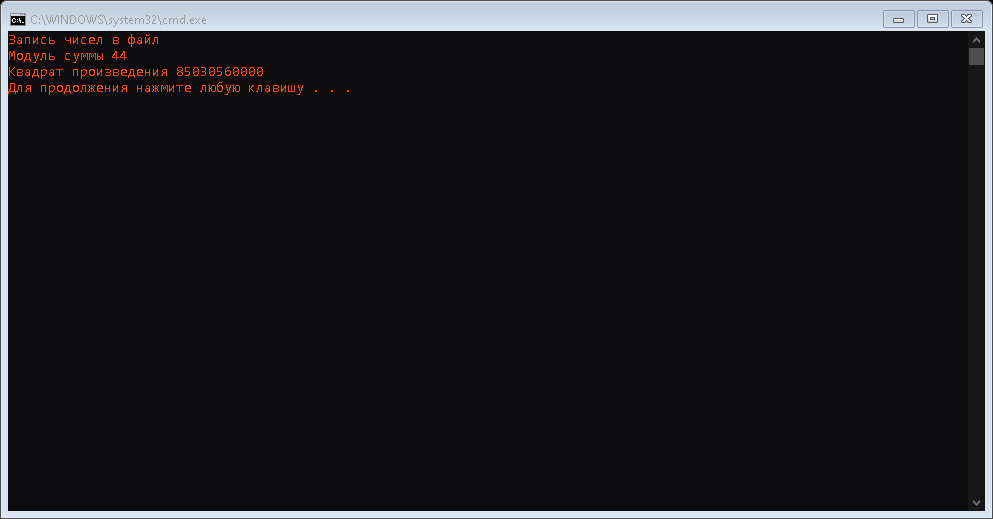 C:\WINDOWS\system32\cmd.exe
Запись чисел в файл
Модуль суммы 44
Квадрат произведения 85030560000
Для продолжения нажмите любую клавишу . . .